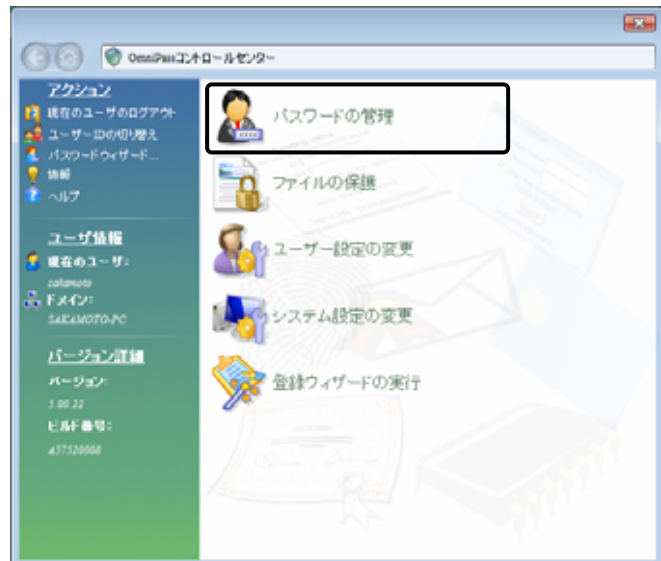 OmniPassコントロールセンター
アクション
現在のユーザのログアウト
ユーザーIDの切り替え
パスワードウィザード...
情報
ヘルプ
ユーザ情報
現在のユーザ:
sakamoto
ドメイン:
SAKAMOTO-PC
バージョン詳細
バージョン:
5.00.22
ビルド番号:
A57520008
パスワードの管理
ファイルの保護
ユーザー設定の変更
システム設定の変更
登録ウィザードの実行